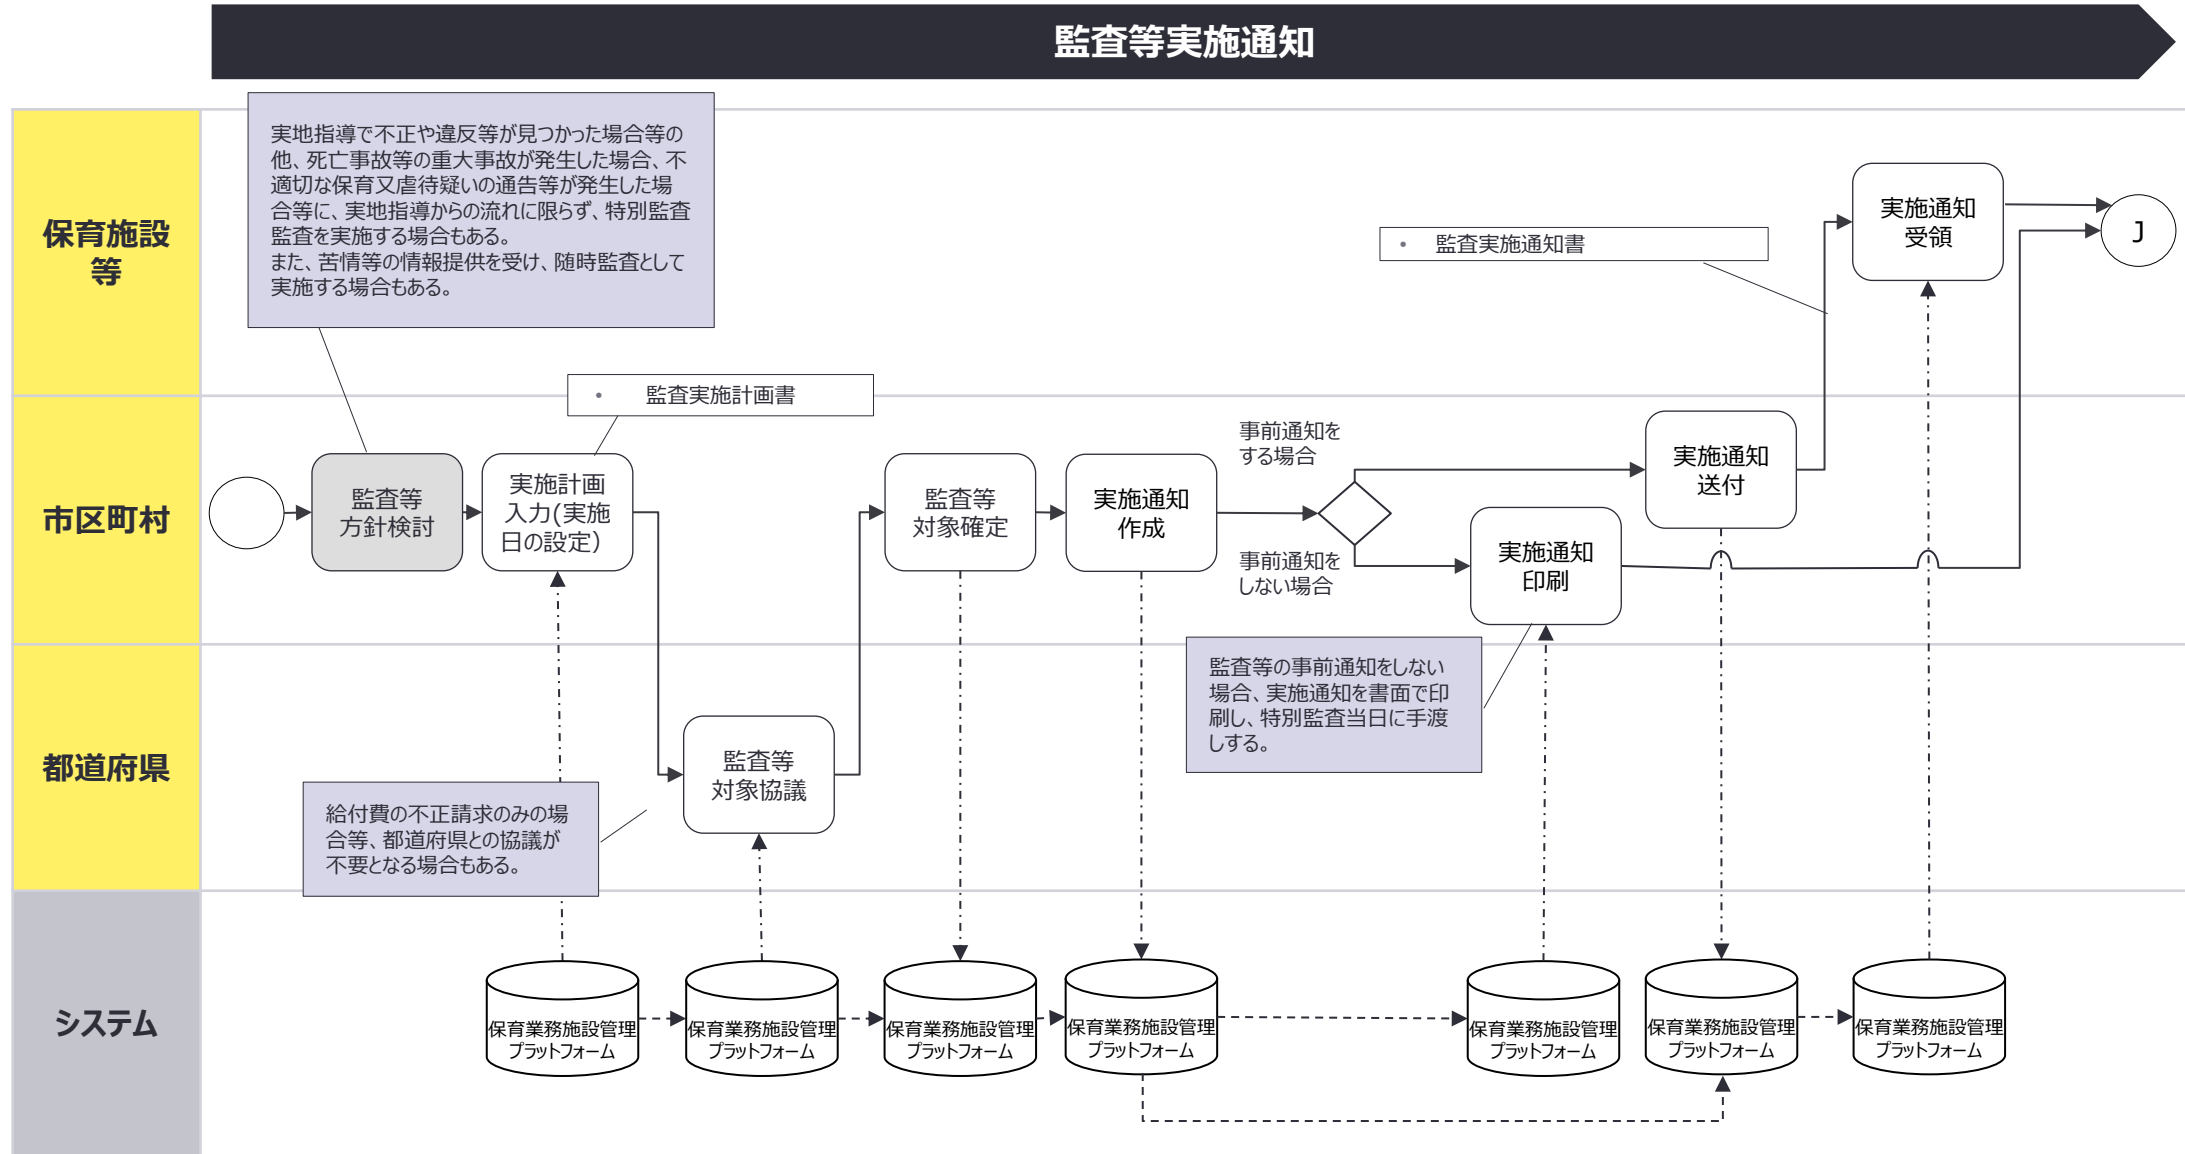 監査等実施通知
保育施設
等
実地指導で不正や違反等が見つかった場合等の
他、死亡事故等の重大事故が発生した場合、不
適切な保育又虐待疑いの通告等が発生した場
合等に、実地指導からの流れに限らず、特別監査
監査を実施する場合もある。
また、苦情等の情報提供を受け、随時監査として
実施する場合もある。
• 監査実施通知書
実施通知
受領
J
市区町村
• 監査実施計画書
監査等
方針検討
実施計画
入力(実施
日の設定)
監査等
対象確定
実施通知
作成
事前通知を
する場合
事前通知を
しない場合
実施通知
送付
実施通知
印刷
都道府県
監査等
対象協議
給付費の不正請求のみの場
合等、都道府県との協議が
不要となる場合もある。
監査等の事前通知をしない
場合、実施通知を書面で印
刷し、特別監査当日に手渡
しする。
システム
保育業務施設管理
プラットフォーム
保育業務施設管理
プラットフォーム
保育業務施設管理
プラットフォーム
保育業務施設管理
プラットフォーム
保育業務施設管理
プラットフォーム
保育業務施設管理
プラットフォーム
保育業務施設管理
プラットフォーム